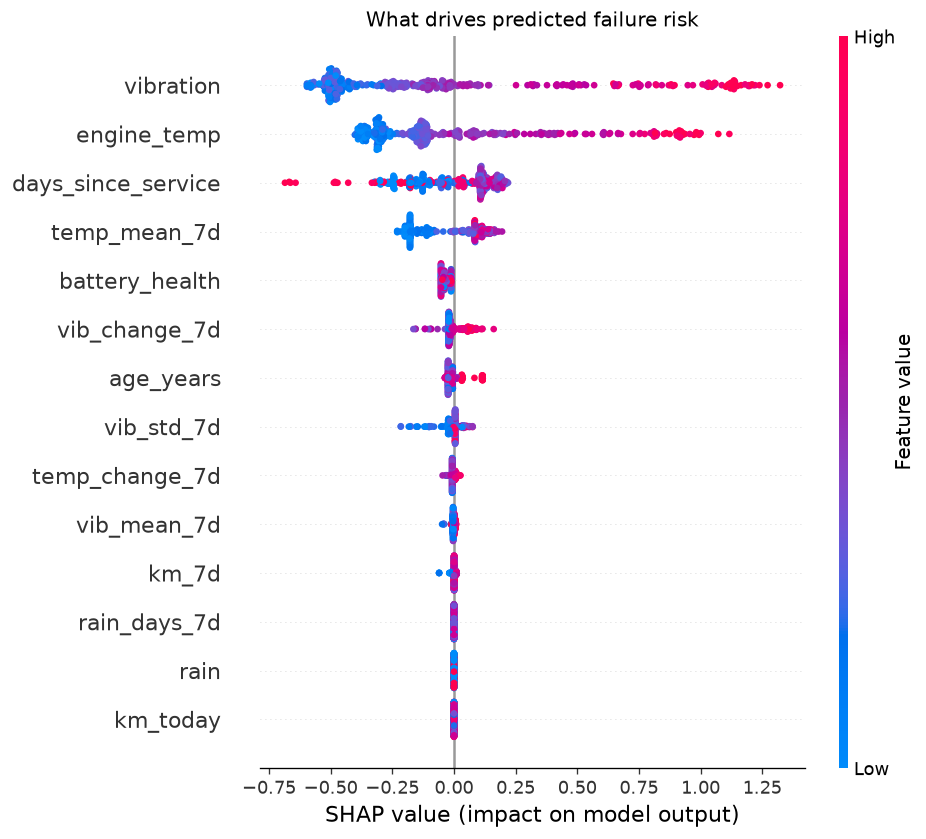 What drives predicted failure risk
High
vibration
engine_temp
days_since_service
temp_mean_7d
battery_health
vib_change_7d
age_years
vib_std_7d
temp_change_7d
vib_mean_7d
km_7d
rain_days_7d
rain
km_today
Feature value
Low
−0.75 −0.50 −0.25 0.00 0.25 0.50 0.75 1.00 1.25
SHAP value (impact on model output)